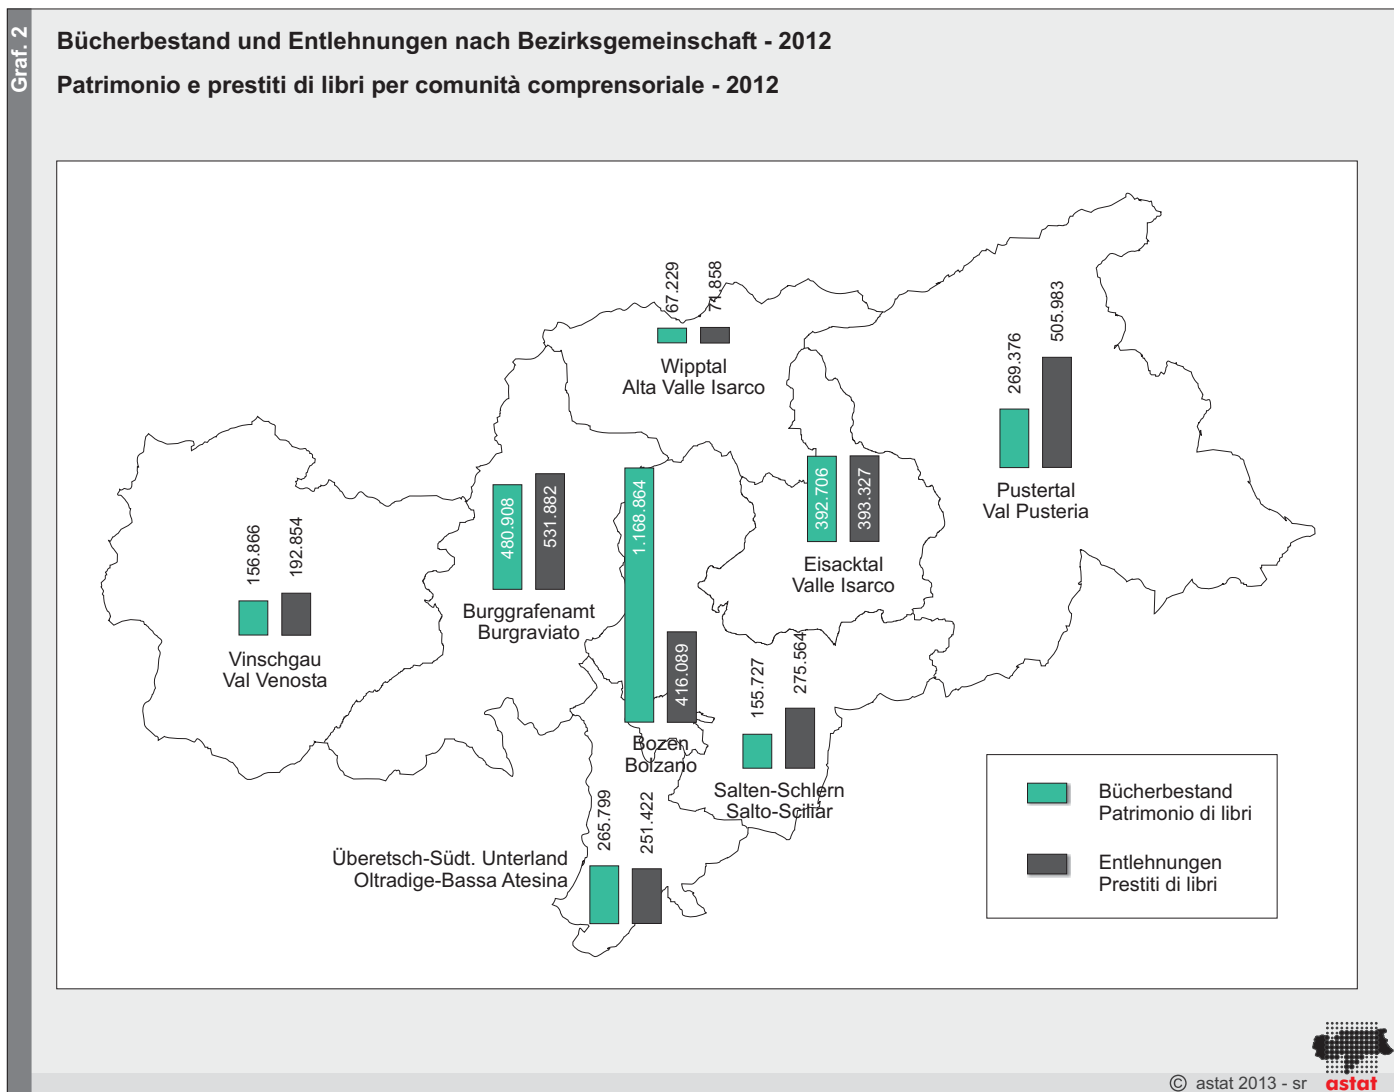 Graf. 2
Bücherbestand und Entlehnungen nach Bezirksgemeinschaft - 2012
Patrimonio e prestiti di libri per comunità comprensoriale - 2012
67.229
71.858
Wipptal
Alta Valle Isarco
269.376
505.983
Pustertal
Val Pusteria
392.706
393.327
Eisacktal
Valle Isarco
480.908
531.882
Burggrafenamt
Burgraviato
1.168.864
416.089
Bozen
Bolzano
156.866
192.854
Vinschgau
Val Venosta
155.727
275.564
Salten-Schlern
Salto-Sciliar
265.799
251.422
Überetsch-Südt. Unterland
Oltradige-Bassa Atesina
Bücherbestand
Patrimonio di libri
Entlehnungen
Prestiti di libri
© astat 2013 - sr
astat